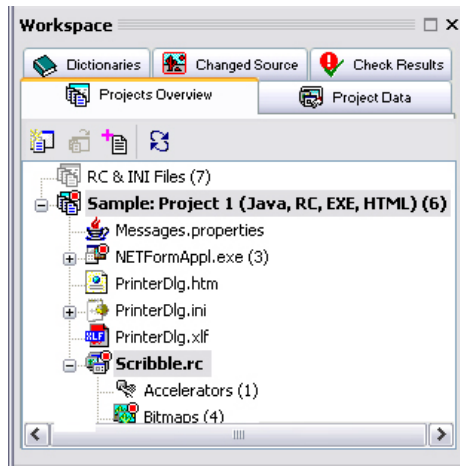 Workspace
Dictionaries Changed Source Check Results
Projects Overview Project Data
RC & INI Files (7)
Sample: Project 1 (Java, RC, EXE, HTML) (6)
Messages.properties
NETFormAppl.exe (3)
PrinterDlg.htm
PrinterDlg.ini
XLF PrinterDlg.xlf
Scribble.rc
Accelerators (1)
Bitmaps (4)